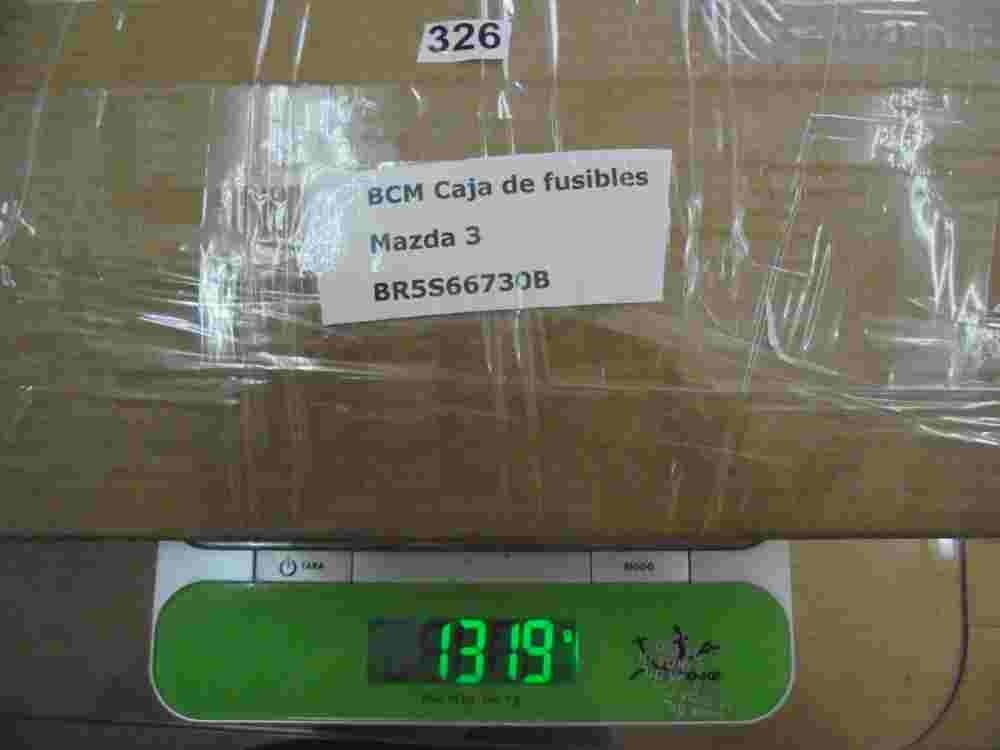 326
BCM Caja de fusibles
Mazda 3
BR5S66730B
TARA
MODO
1319